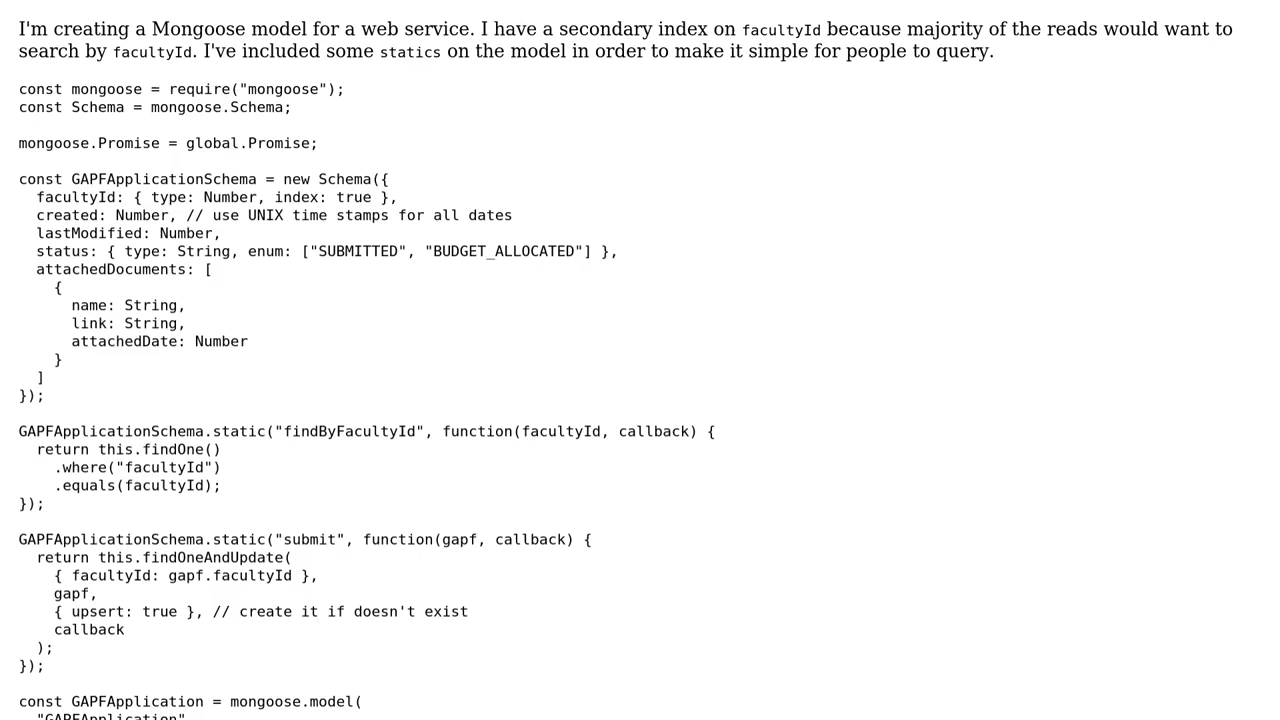 I'm creating a Mongoose model for a web service. I have a secondary index on facultyId because majority of the reads would want to
search by facultyId. I've included some statics on the model in order to make it simple for people to query.
const mongoose = require("mongoose");
const Schema = mongoose.Schema;
mongoose.Promise = global.Promise;
const GAPFApplicationSchema = new Schema({
  facultyId: { type: Number, index: true },
  created: Number, // use UNIX time stamps for all dates
  lastModified: Number,
  status: { type: String, enum: ["SUBMITTED", "BUDGET_ALLOCATED"] },
  attachedDocuments: [
    {
      name: String,
      link: String,
      attachedDate: Number
    }
  ]
});
GAPFApplicationSchema.static("findByFacultyId", function(facultyId, callback) {
  return this.findOne()
    .where("facultyId")
    .equals(facultyId);
});
GAPFApplicationSchema.static("submit", function(gapf, callback) {
  return this.findOneAndUpdate(
    { facultyId: gapf.facultyId },
    gapf,
    { upsert: true }, // create it if doesn't exist
    callback
  );
});
const GAPFApplication = mongoose.model(
  "GAPFApplication",